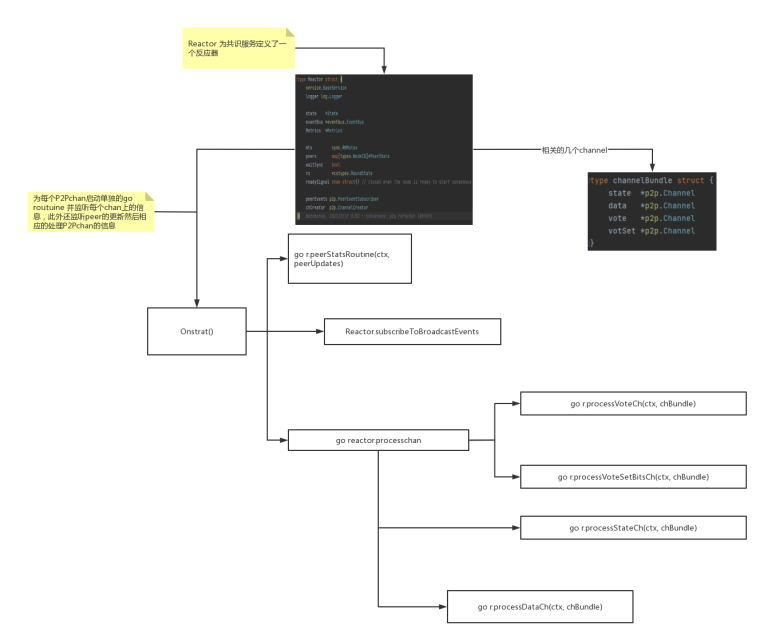 Reactor 为共识服务定义了一
个反应器
type Reactor struct {
service.BaseService
logger log.Logger
state *State
eventBus *eventbus.EventBus
Metrics *Metrics
mtx sync.RWMutex
peers map[types.NodeID]*PeerState
waitSync bool
rs *cstypes.RoundState
readySignal chan struct{} // closed when the node is ready to start consensus
peerEvents p2p.PeerEventSubscriber
chCreator p2p.ChannelCreator
}
相关的几个channel
type channelBundle struct {
state *p2p.Channel
data *p2p.Channel
vote *p2p.Channel
votSet *p2p.Channel
}
为每个P2Pchan启动单独的go
routuine 并监听每个chan上的信
息，此外还监听peer的更新然后相
应的处理P2Pchan的信息
go r.peerStatsRoutine(ctx,
peerUpdates)
Onstrat()
Reactor.subscribeToBroadcastEvents
go r.processVoteCh(ctx, chBundle)
go reactor.processchan
go r.processVoteSetBitsCh(ctx, chBundle)
go r.processStateCh(ctx, chBundle)
go r.processDataCh(ctx, chBundle)